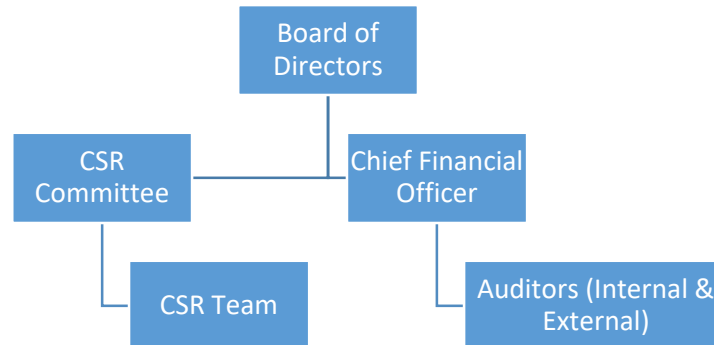 Board of
Directors
CSR
Committee
Chief Financial
Officer
CSR Team
Auditors (Internal &
External)